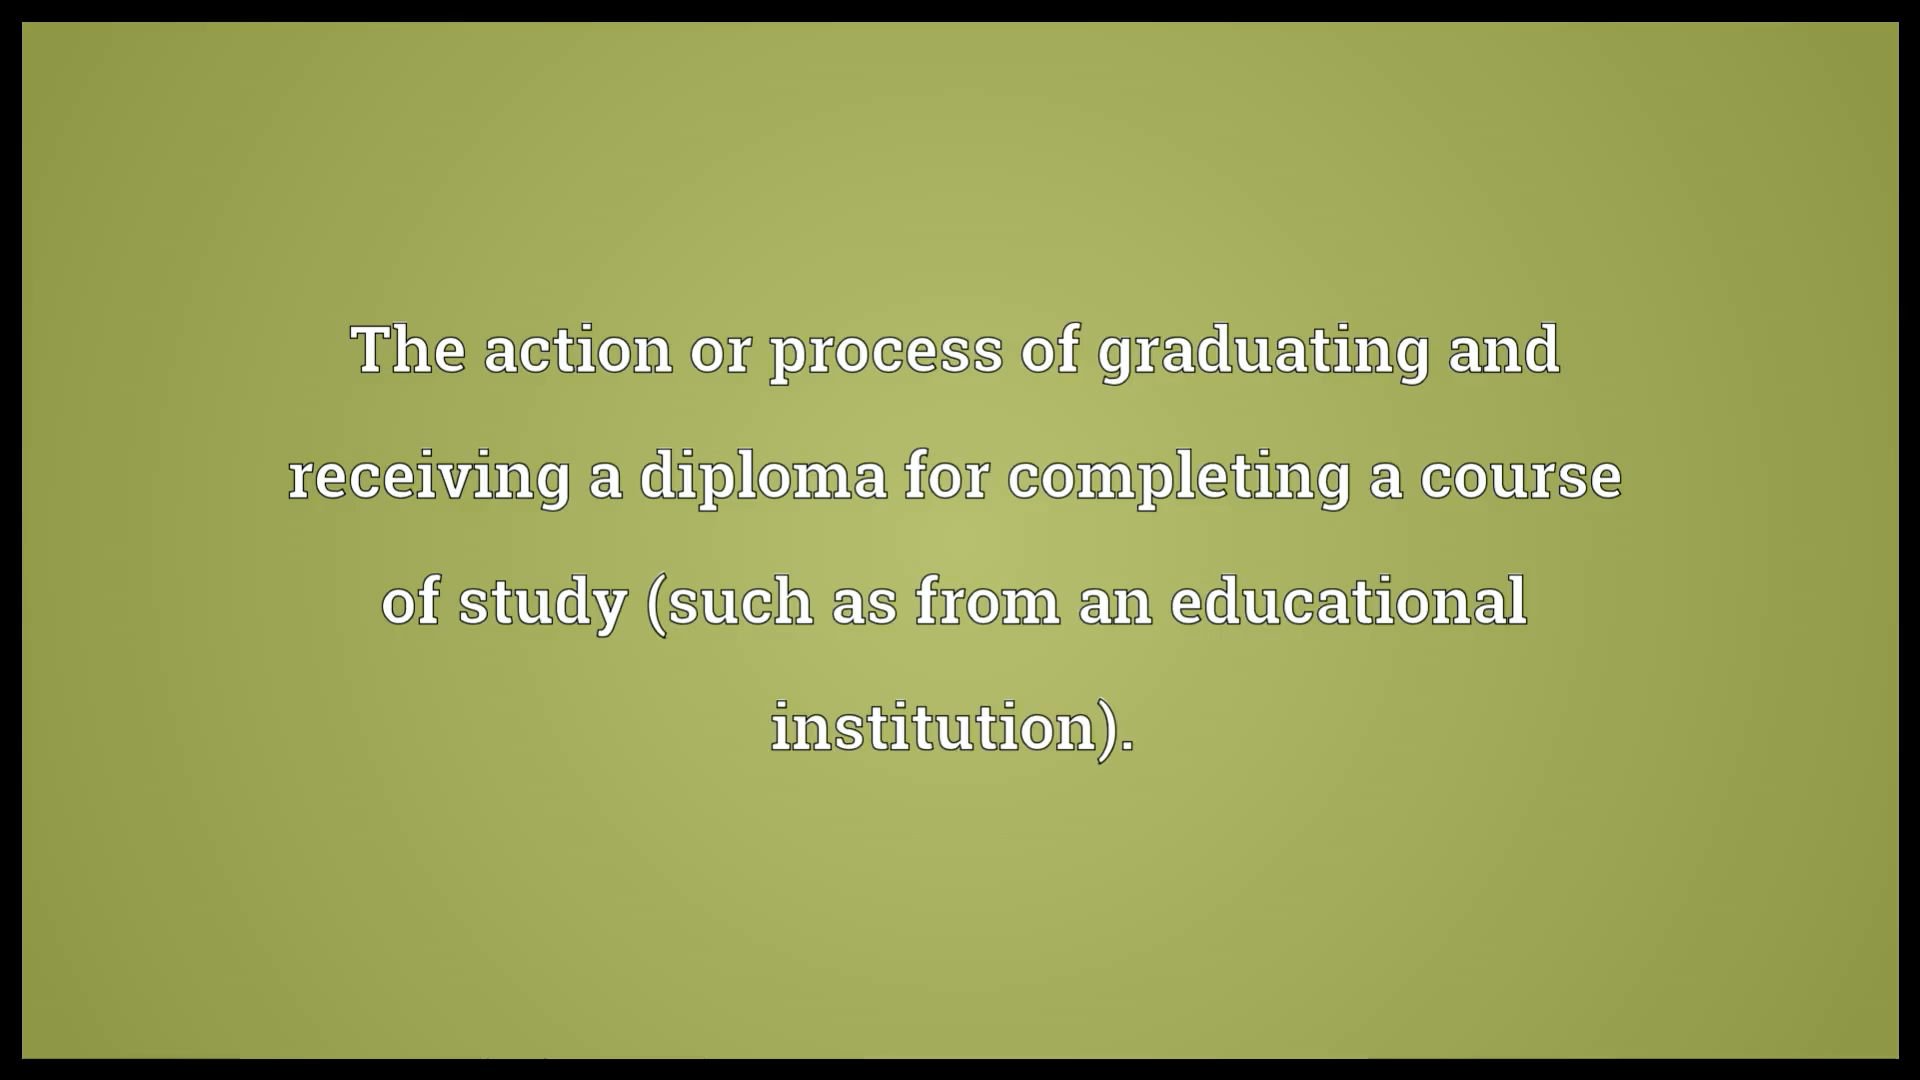 The action or process of graduating and
receiving a diploma for completing a course
of study (such as from an educational
institution).